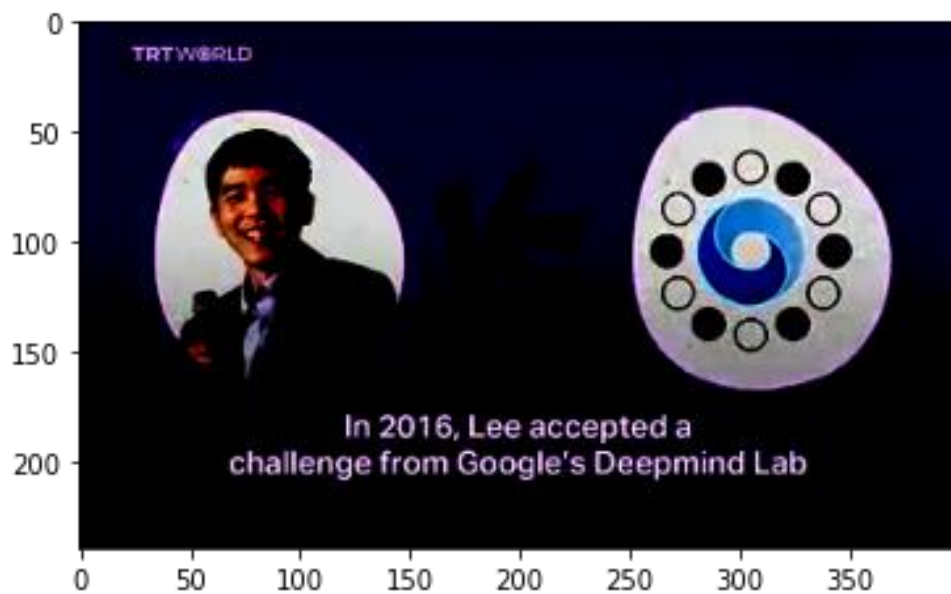 0
50
100
150
200
TRT WORLD
In 2016, Lee accepted a
challenge from Google's Deepmind Lab
0 50 100 150 200 250 300 350